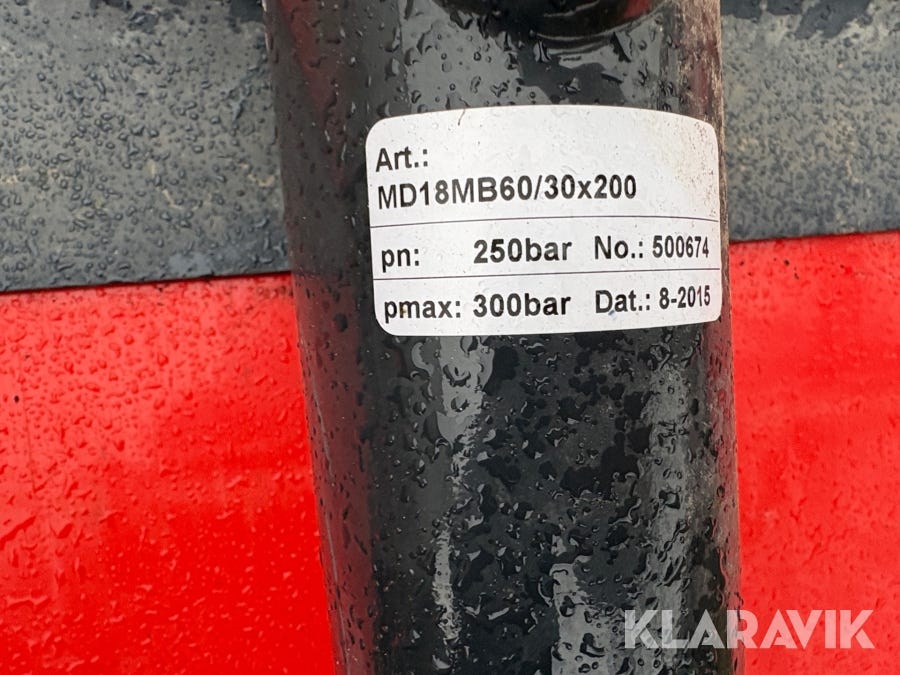 Art.:
MD18MB60/30x200
pn: 250bar No.: 500674
pmax: 300bar Dat.: 8-2015
KLARAVIK